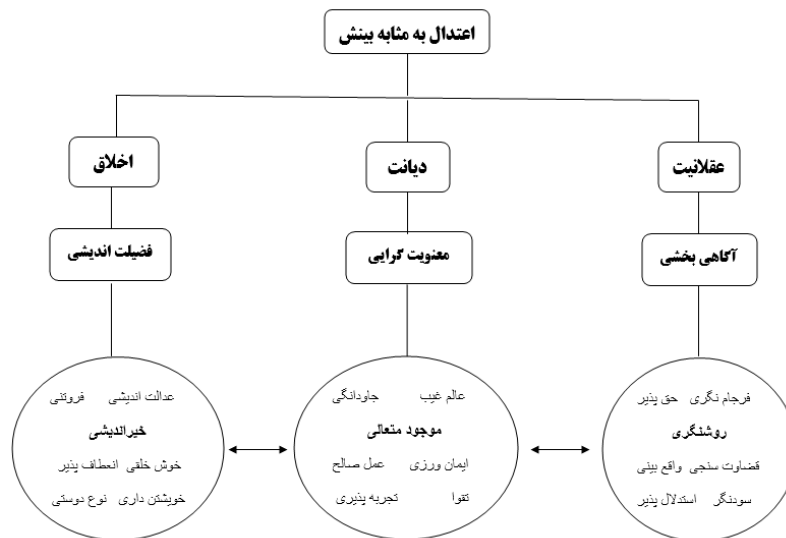 اعتدال به مثابه بینش
عقلانیت
دیانت
اخلاق
آگاهی بخشی
معنویت گرایی
فضیلت اندیشی
فرجام نگری حق پذیر
روشنگری
قضاوت سنجی واقع بینی
سودنگر استدلال پذیر
عالم غیب جاودانگی
موجود متعالی
ایمان ورزی عمل صالح
تقوا تجربه پذیری
عدالت اندیشی فروتنی
خیراندیشی
خوش خلقی انعطاف پذیر
خویشتن داری نوع دوستی